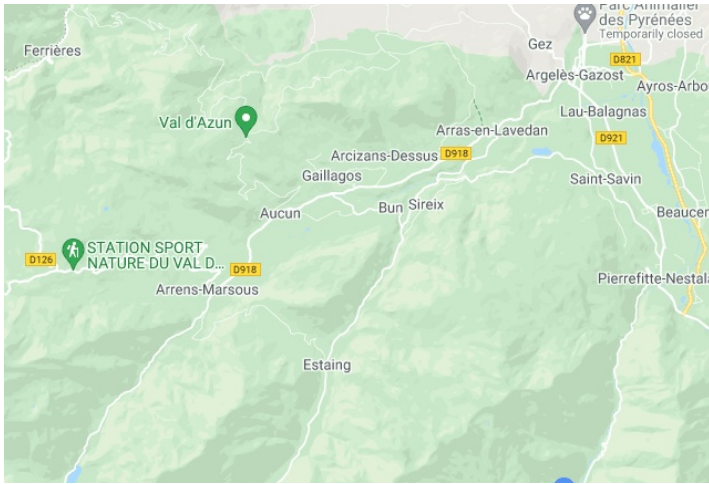 Parc Animalier
des Pyrénées
Temporarily closed
Gez
Ferrières
D821
Argelès-Gazost
Ayros-Arbo
Lau-Balagnas
Val d'Azun
Arras-en-Lavedan
D921
Arcizans-Dessus
D918
Gaillagos
Saint-Savin
Aucun
Bun
Sireix
Beaucen
STATION SPORT
NATURE DU VAL D...
D126
D918
Arrens-Marsous
Pierrefitte-Nestala
Estaing